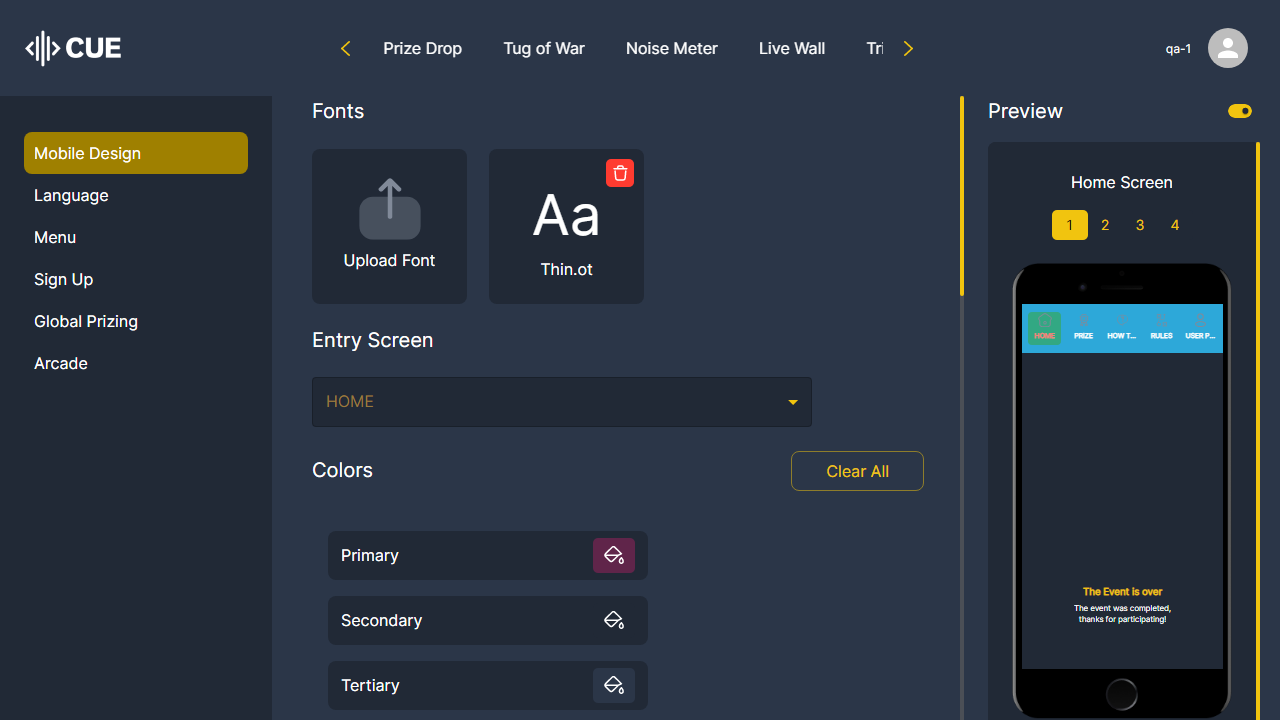 CUE
Prize Drop
Tug of War
Noise Meter
Live Wall
Tri
qa-1
Mobile Design
Language
Menu
Sign Up
Global Prizing
Arcade
Fonts
Upload Font
Aa
Thin.ot
Entry Screen
HOME
Colors
Clear All
Primary
Secondary
Tertiary
Preview
Home Screen
1 2 3 4
HOME PRIZE HOW T... RULES USER P...
The Event is over
The event was completed,
thanks for participating!